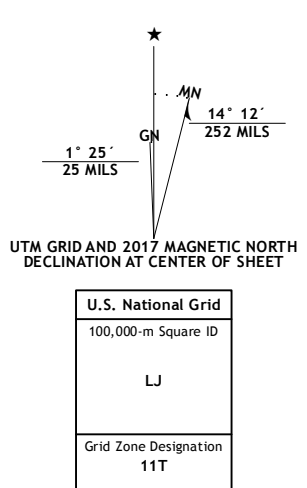 ★
MN
14° 12´
252 MILS
GN
1° 25´
25 MILS
UTM GRID AND 2017 MAGNETIC NORTH
DECLINATION AT CENTER OF SHEET
U.S. National Grid
100,000-m Square ID
LJ
Grid Zone Designation
11T